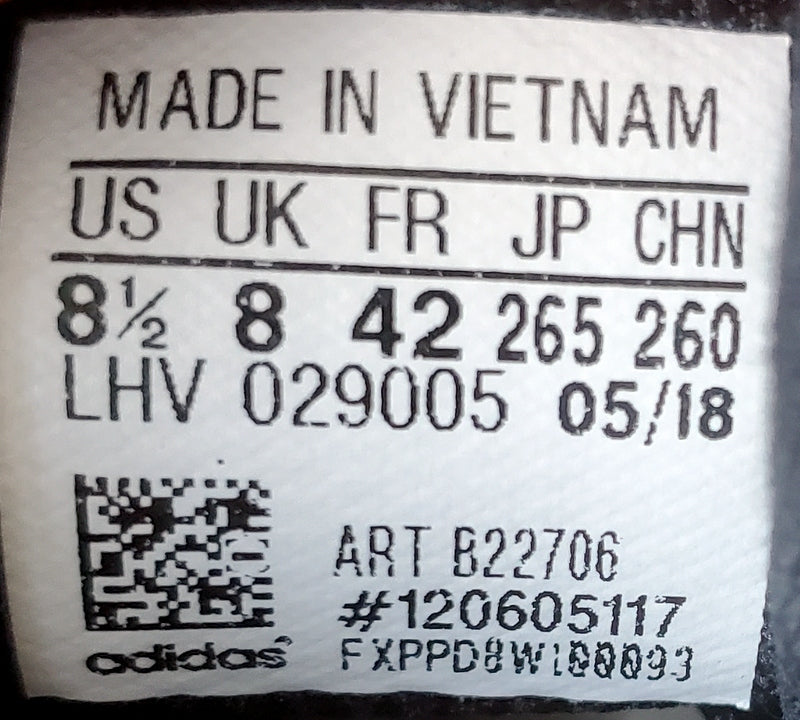 MADE IN VIETNAM
US UK FR JP CHN
8½ 8 42 265 260
LHV 029005 05/18
ART B22706
#120605117
adidas